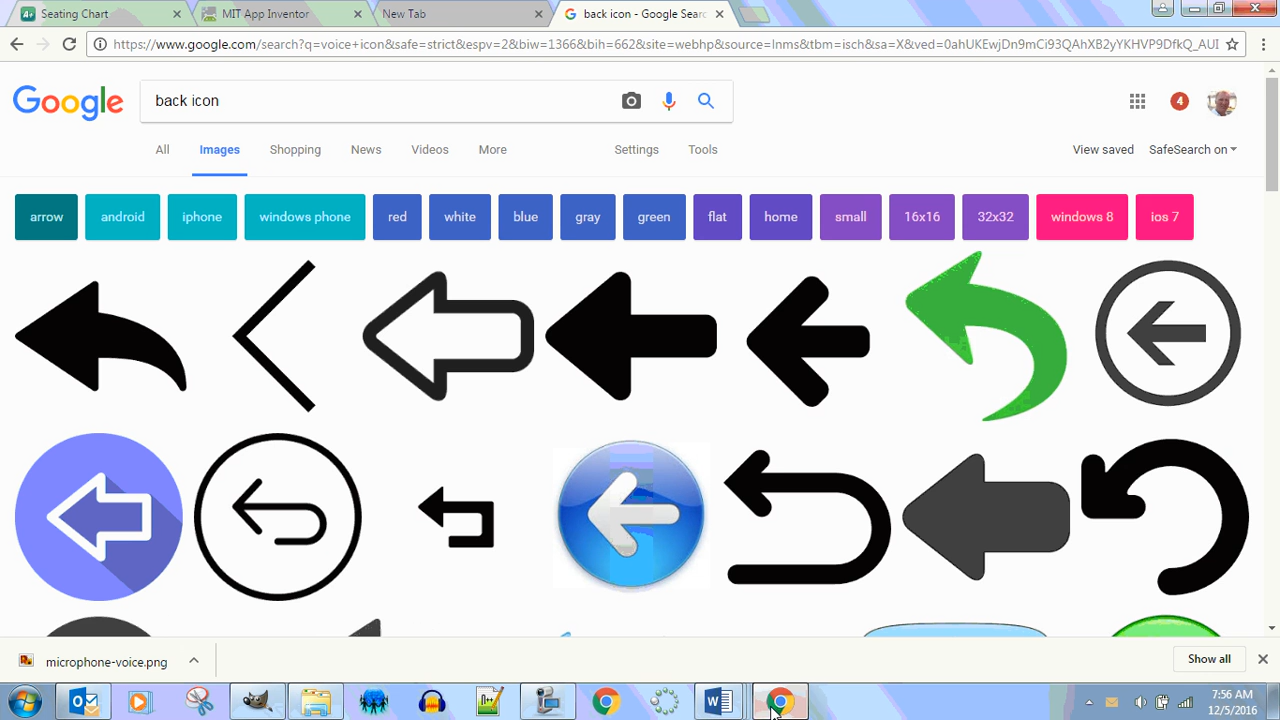 Seating Chart
MIT App Inventor
New Tab
back icon - Google Sear
https://www.google.com/search?q=voice+icon&safe=strict&espv=2&biw=1366&bih=662&site=webhp&source=lnms&tbm=isch&sa=X&ved=0ahUKEwjDn9mCi93QAhXB2yYKHVP9DfkQ_AUI
Google
back icon
4
All
Images
Shopping
News
Videos
More
Settings
Tools
View saved
SafeSearch on
arrow
android
iphone
windows phone
red
white
blue
gray
green
flat
home
small
16x16
32x32
windows 8
ios 7
microphone-voice.png
Show all
7:56 AM
12/5/2016